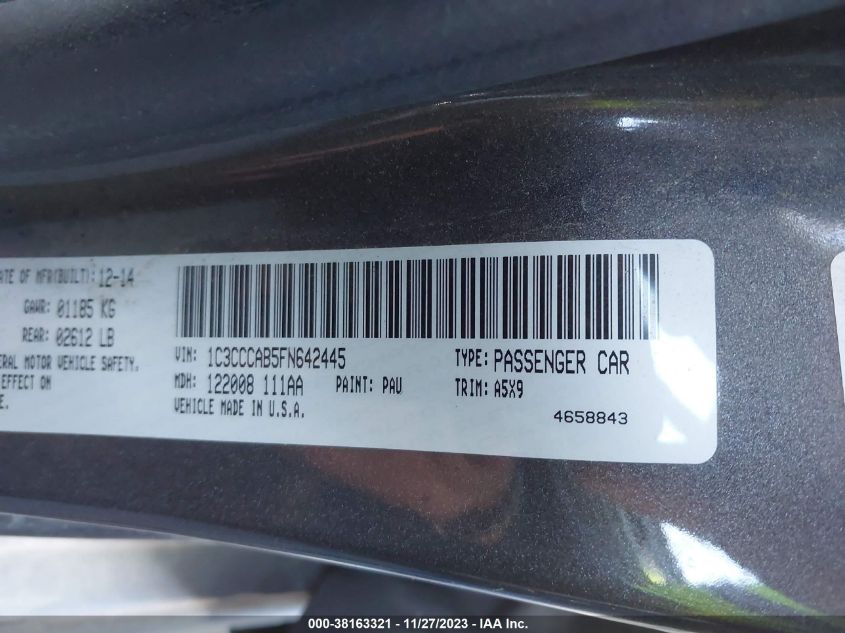 ATE OF MFR(BUILT): 12-14
GAWR: 01185 KG
REAR: 02612 LB
ERAL MOTOR VEHICLE SAFETY.
EFFECT ON
E.
VIN: 1C3CCCAB5FN642445
TYPE: PASSENGER CAR
MDH: 122008 111AA
PAINT: PAU
TRIM: A5X9
VEHICLE MADE IN U.S.A.
4658843
000-38163321 - 11/27/2023 - IAA Inc.